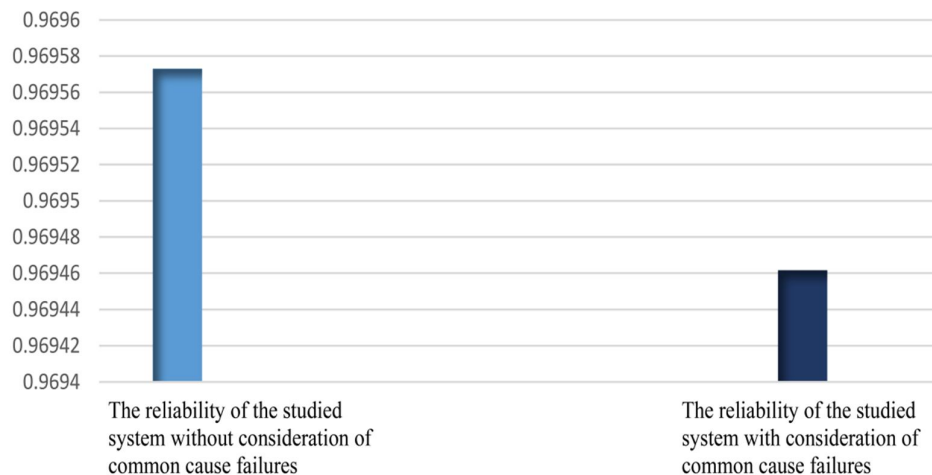 0.9696
0.96958
0.96956
0.96954
0.96952
0.9695
0.96948
0.96946
0.96944
0.96942
0.9694
The reliability of the studied
system without consideration of
common cause failures
The reliability of the studied
system with consideration of
common cause failures